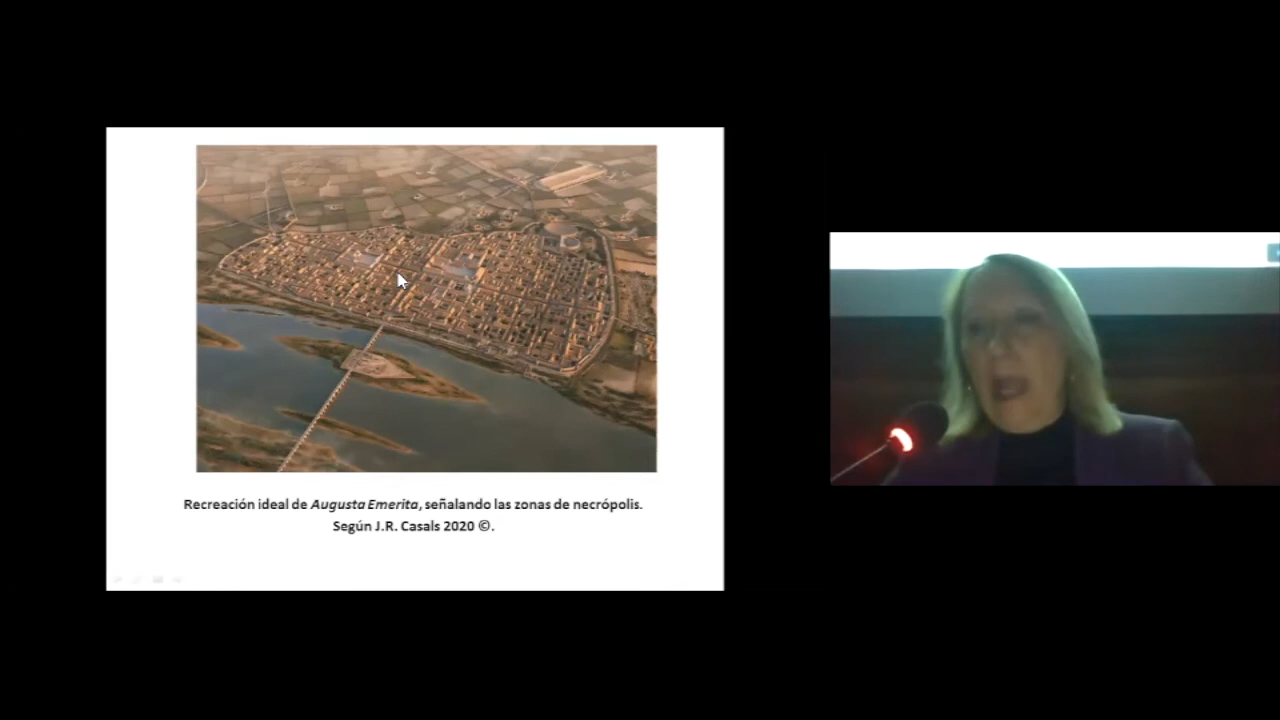 Recreación ideal de Augusta Emerita, señalando las zonas de necrópolis.
Según J.R. Casals 2020 ©.